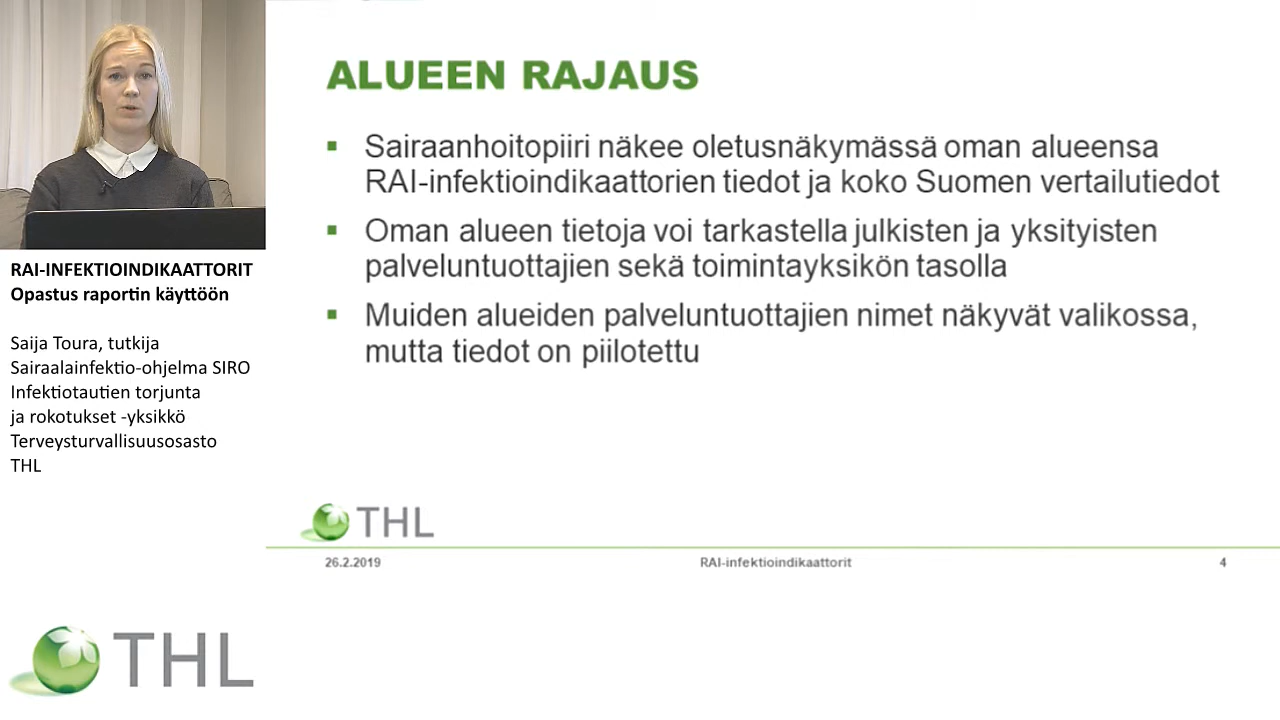 RAI-INFEKTIOINDIKAATTORIT
Opastus raportin käyttöön
Saija Toura, tutkija
Sairaalainfektio-ohjelma SIRO
Infektiotautien torjunta
ja rokotukset -yksikkö
Terveysturvallisuusosasto
THL
THL
ALUEEN RAJAUS
▪ Sairaanhoitopiiri näkee oletusnäkymässä oman alueensa
RAI-infektioindikaattorien tiedot ja koko Suomen vertailutiedot
▪ Oman alueen tietoja voi tarkastella julkisten ja yksityisten
palveluntuottajien sekä toimintayksikön tasolla
▪ Muiden alueiden palveluntuottajien nimet näkyvät valikossa,
mutta tiedot on piilotettu
THL
26.2.2019
RAI-infektioindikaattorit
4